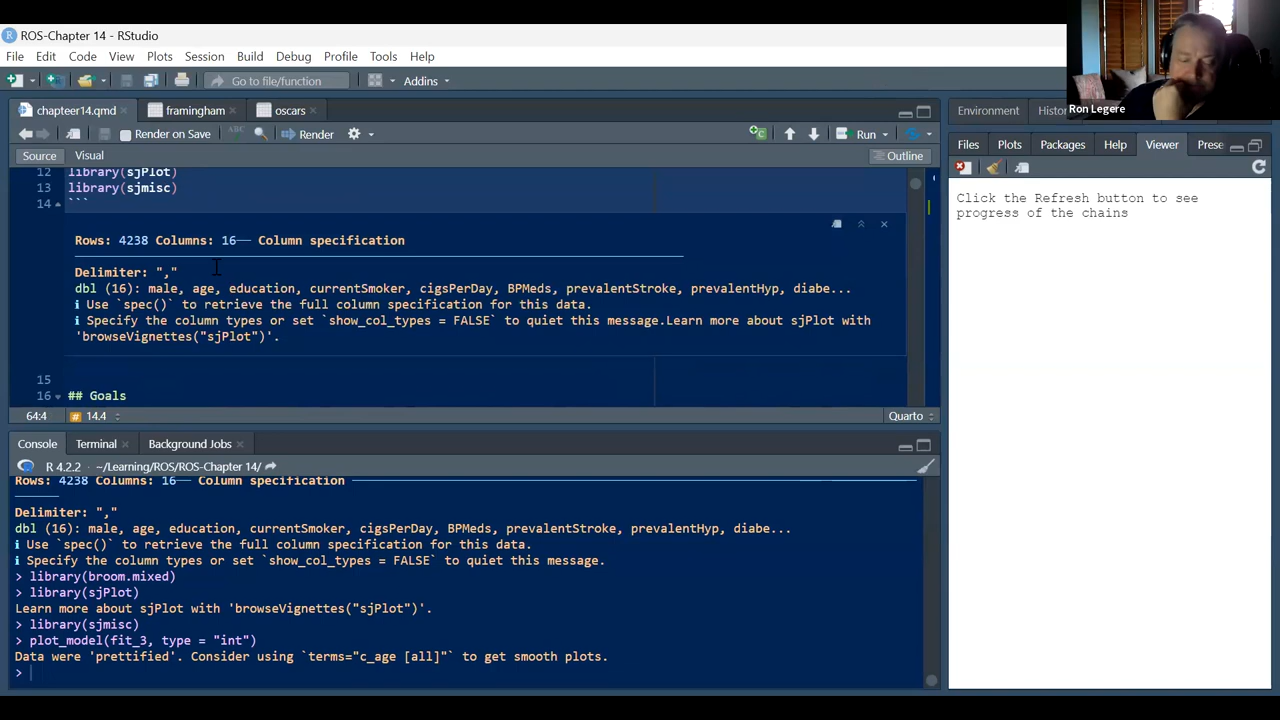 ROS-Chapter 14 - RStudio
File Edit Code View Plots Session Build Debug Profile Tools Help
Go to file/function Addins
Ron Legere
chapteer14.qmd framingham oscars
Render on Save ABC Render Run
Source Visual Outline
12 library(sjPlot)
13 library(sjmisc)
14 ```
Rows: 4238 Columns: 16── Column specification
Delimiter: ","
dbl (16): male, age, education, currentSmoker, cigsPerDay, BPMeds, prevalentStroke, prevalentHyp, diabe...
ℹ Use `spec()` to retrieve the full column specification for this data.
ℹ Specify the column types or set `show_col_types = FALSE` to quiet this message.Learn more about sjPlot with
'browseVignettes("sjPlot")'.
15
16 ## Goals
64:4 # 14.4 Quarto
Console Terminal Background Jobs
R 4.2.2 · ~/Learning/ROS/ROS-Chapter 14/
Rows: 4238 Columns: 16── Column specification ────────────────────────────────
──────
Delimiter: ","
dbl (16): male, age, education, currentSmoker, cigsPerDay, BPMeds, prevalentStroke, prevalentHyp, diabe...
ℹ Use `spec()` to retrieve the full column specification for this data.
ℹ Specify the column types or set `show_col_types = FALSE` to quiet this message.
> library(broom.mixed)
> library(sjPlot)
Learn more about sjPlot with 'browseVignettes("sjPlot")'.
> library(sjmisc)
> plot_model(fit_3, type = "int")
Data were 'prettified'. Consider using `terms="c_age [all]"` to get smooth plots.
>
Environment Histo
Files Plots Packages Help Viewer Prese
Click the Refresh button to see
progress of the chains